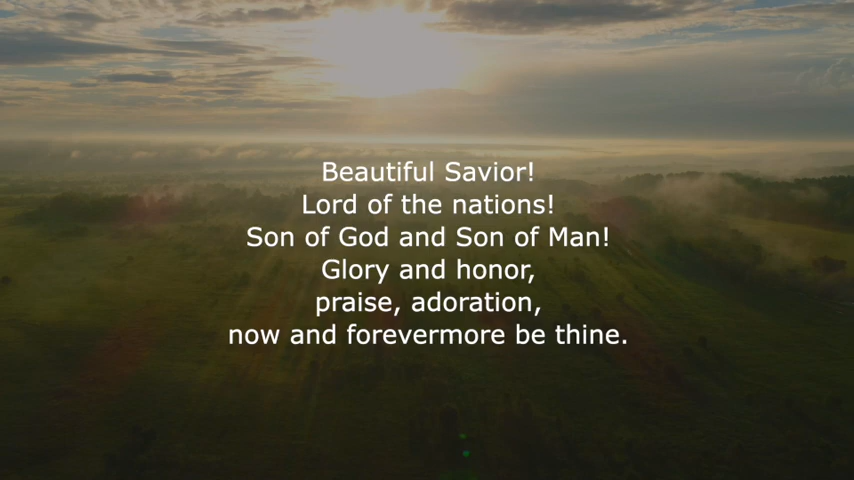 Beautiful Savior!
Lord of the nations!
Son of God and Son of Man!
Glory and honor,
praise, adoration,
now and forevermore be thine.